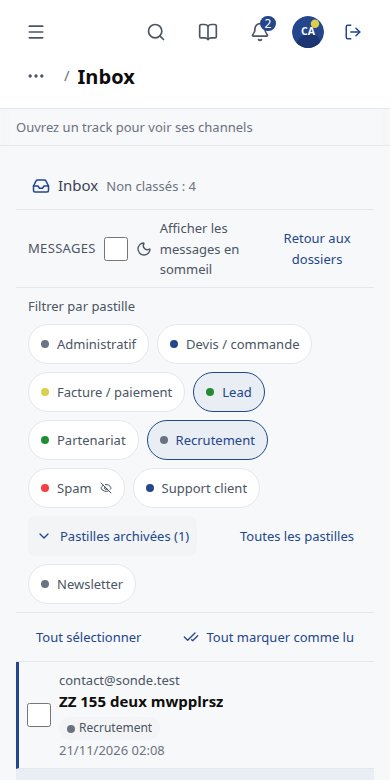 2
CA
... / Inbox
Ouvrez un track pour voir ses channels
Inbox Non classés : 4
MESSAGES
Afficher les
messages en
sommeil
Retour aux
dossiers
Filtrer par pastille
Administratif
Devis / commande
Facture / paiement
Lead
Partenariat
Recrutement
Spam
Support client
Pastilles archivées (1)
Toutes les pastilles
Newsletter
Tout sélectionner
Tout marquer comme lu
contact@sonde.test
ZZ 155 deux mwpplrsz
Recrutement
21/11/2026 02:08